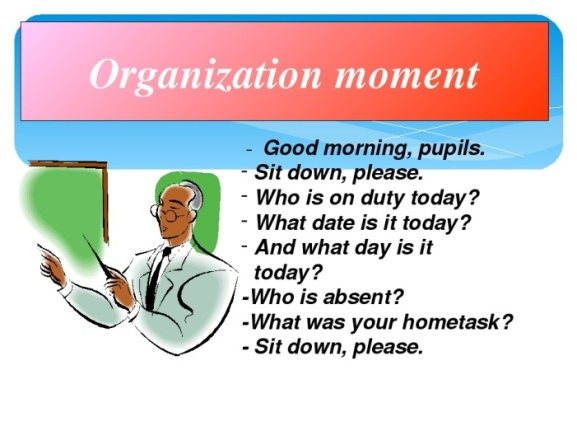 Organization moment
- Good morning, pupils.
- Sit down, please.
- Who is on duty today?
- What date is it today?
- And what day is it
today?
-Who is absent?
-What was your hometask?
- Sit down, please.